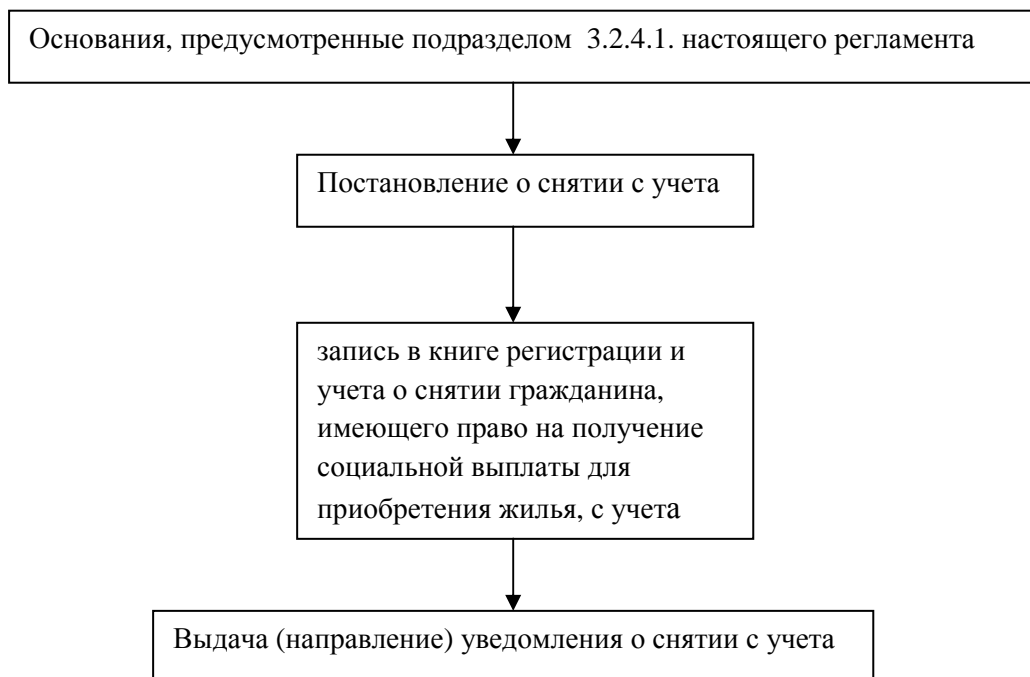 Основания, предусмотренные подразделом 3.2.4.1. настоящего регламента
Постановление о снятии с учета
запись в книге регистрации и
учета о снятии гражданина,
имеющего право на получение
социальной выплаты для
приобретения жилья, с учета
Выдача (направление) уведомления о снятии с учета